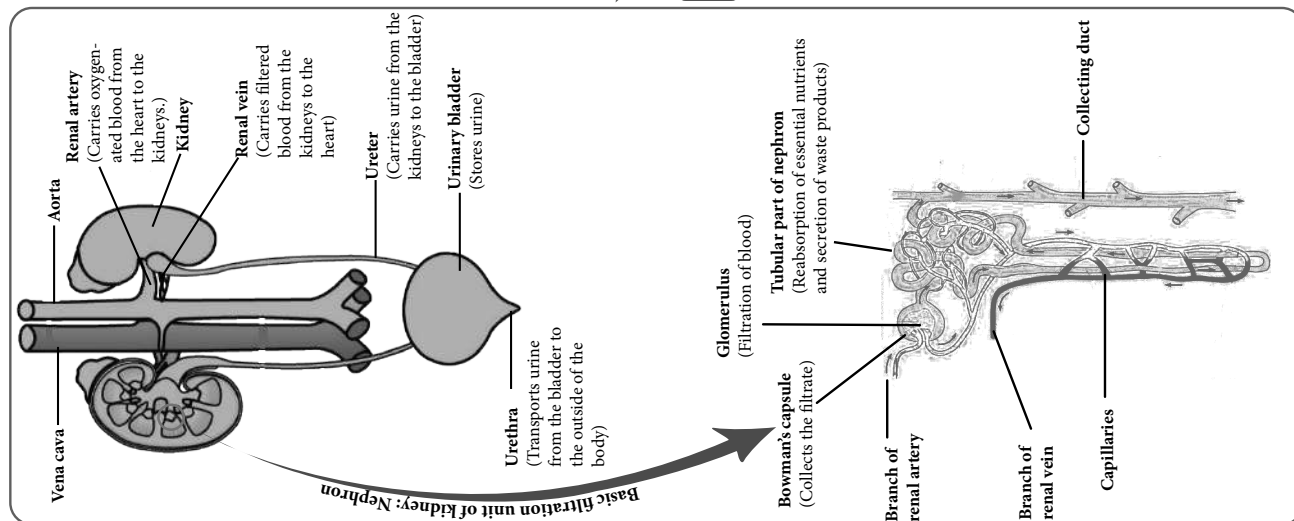 Vena cava
Aorta
Renal artery
(Carries oxygen-
ated blood from
the heart to the
kidneys.)
Kidney
Renal vein
(Carries filtered
blood from the
kidneys to the
heart)
Ureter
(Carries urine from the
kidneys to the bladder)
Urinary bladder
(Stores urine)
Urethra
(Transports urine
from the bladder to
the outside of the
body)
Basic filtration unit of kidney: Nephron
Bowman's capsule
(Collects the filtrate)
Glomerulus
(Filtration of blood)
Tubular part of nephron
(Reabsorption of essential nutrients
and secretion of waste products)
Branch of
renal artery
Branch of
renal vein
Capillaries
Collecting duct